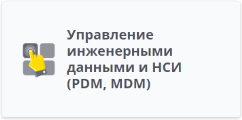 Управление
инженерными
данными и НСИ
(PDM, MDM)